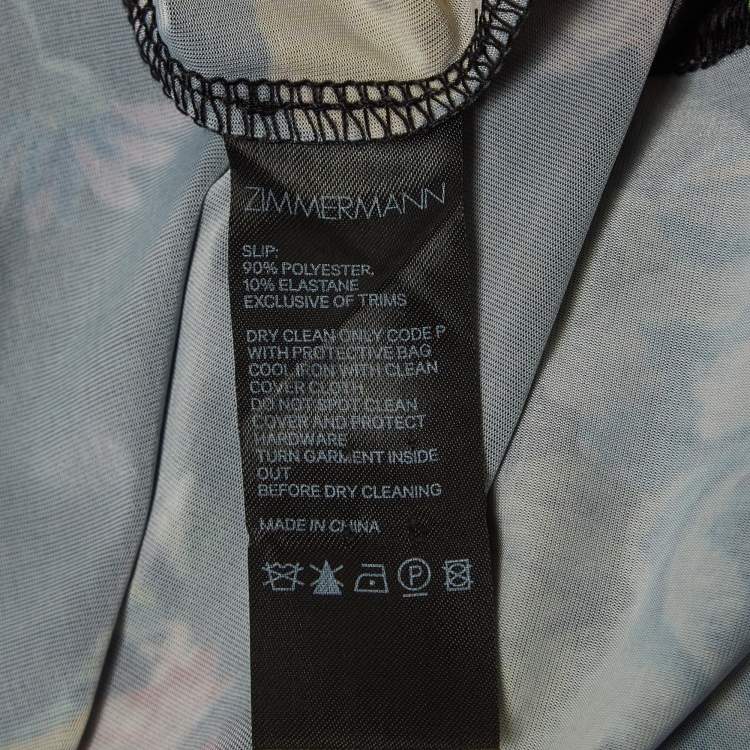 ZIMMERMANN
SLIP:
90% POLYESTER,
10% ELASTANE
EXCLUSIVE OF TRIMS
DRY CLEAN ONLY CODE P
WITH PROTECTIVE BAG
COOL IRON WITH CLEAN
COVER CLOTH
DO NOT SPOT CLEAN
COVER AND PROTECT
HARDWARE
TURN GARMENT INSIDE
OUT
BEFORE DRY CLEANING
MADE IN CHINA
P